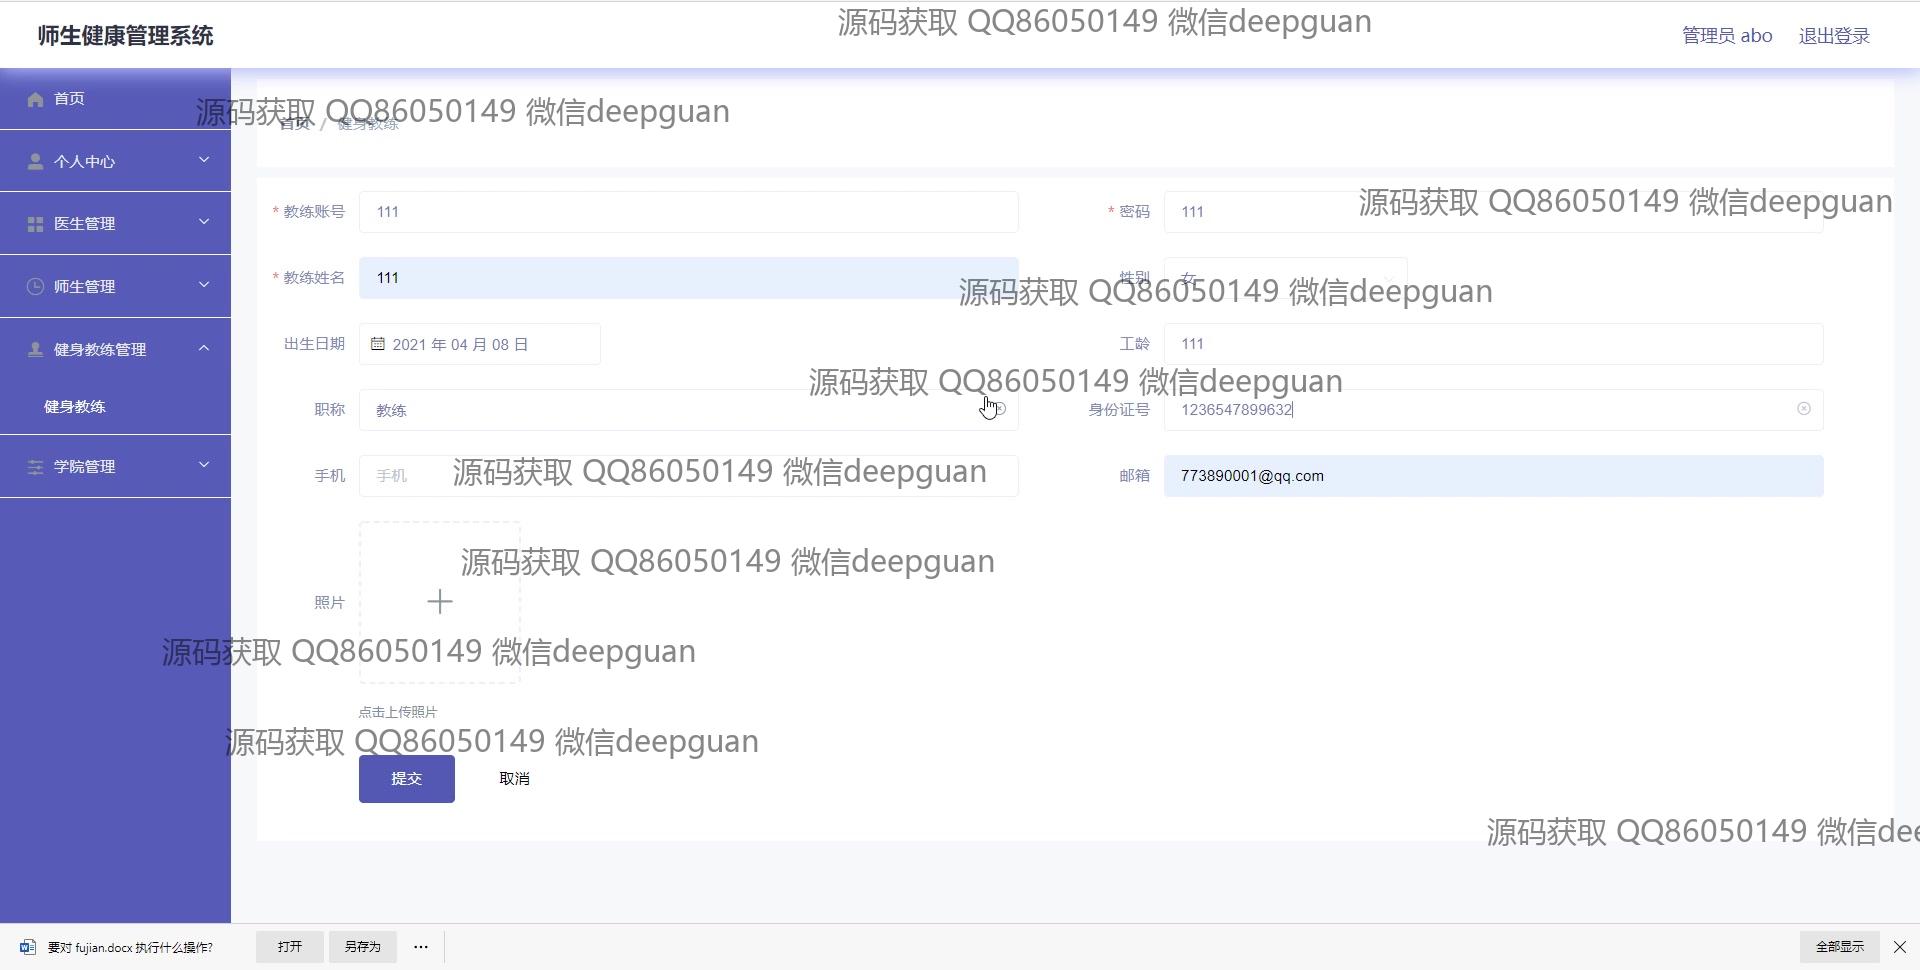 源码获取 QQ86050149 微信deepguan
师生健康管理系统
管理员 abo 退出登录
首页
源码获取 QQ86050149 微信deepguan
首页 / 健身教练
个人中心
医生管理
师生管理
健身教练管理
健身教练
学院管理
* 教练账号 111
* 密码 111
源码获取 QQ86050149 微信deepguan
* 教练姓名 111
性别 女
源码获取 QQ86050149 微信deepguan
出生日期 2021 年 04 月 08 日
工龄 111
源码获取 QQ86050149 微信deepguan
职称 教练
身份证号 1236547899632
手机 手机
源码获取 QQ86050149 微信deepguan
邮箱 773890001@qq.com
源码获取 QQ86050149 微信deepguan
照片
源码获取 QQ86050149 微信deepguan
点击上传照片
源码获取 QQ86050149 微信deepguan
提交 取消
源码获取 QQ86050149 微信dee
要对 fujian.docx 执行什么操作? 打开 另存为 ··· 全部显示